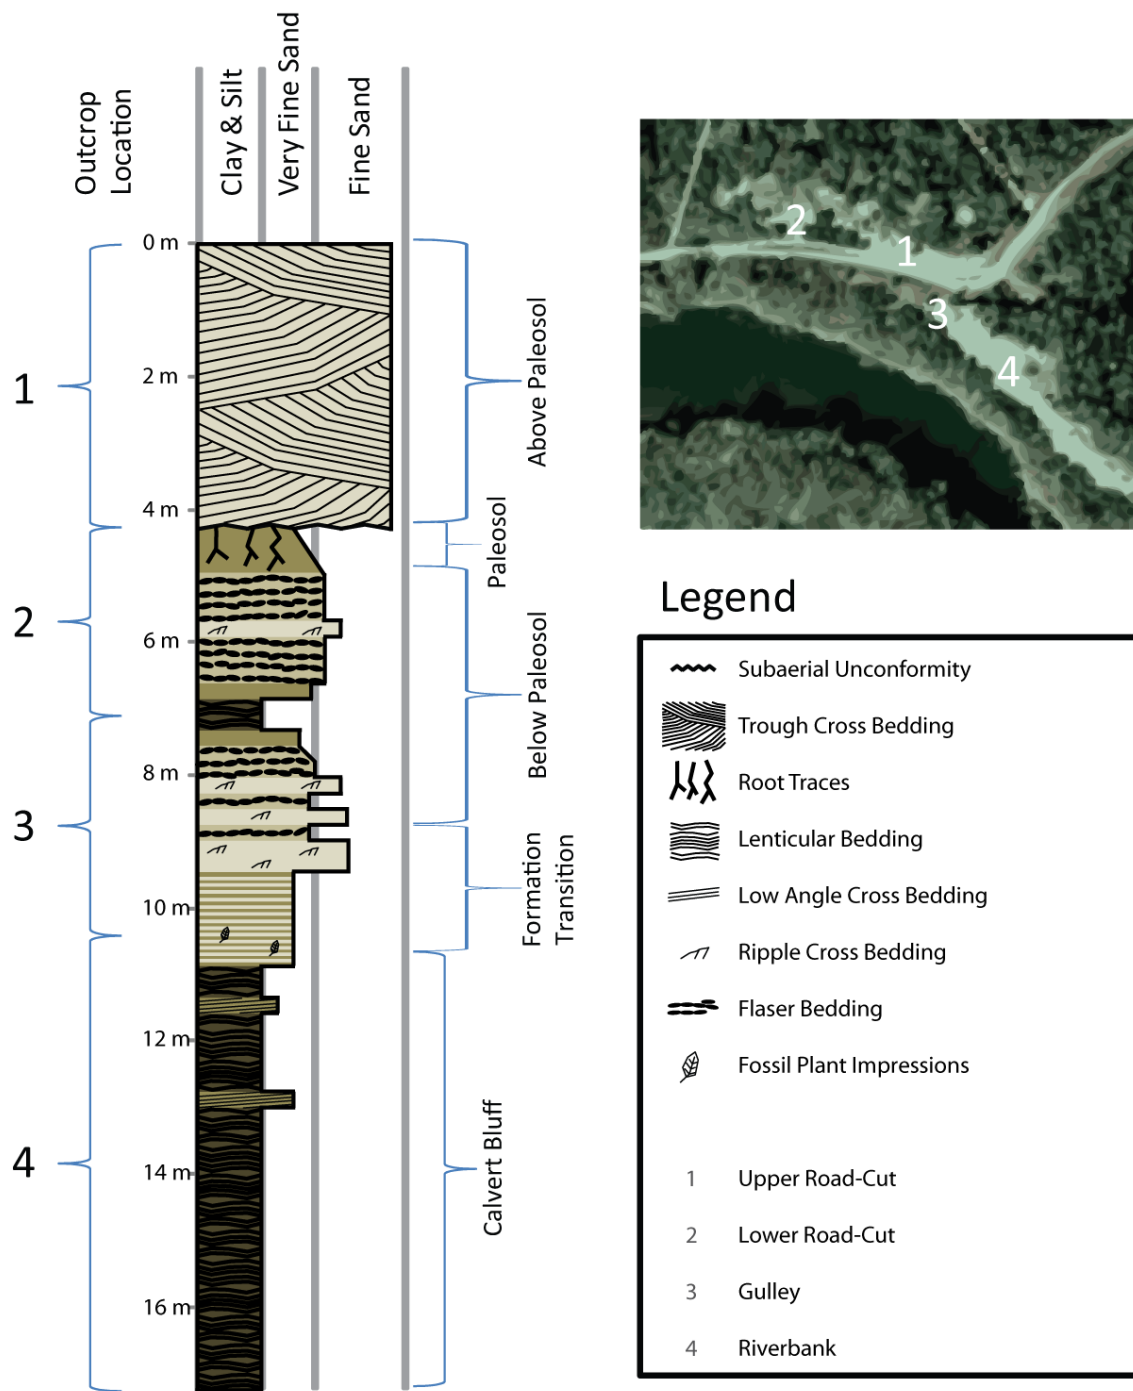 Outcrop
Location
Clay & Silt
Very Fine Sand
Fine Sand
0 m
2 m
4 m
6 m
8 m
10 m
12 m
14 m
16 m
1
2
3
4
Above Paleosol
Paleosol
Below Paleosol
Formation
Transition
Calvert Bluff
2
1
3
4
Legend
Subaerial Unconformity
Trough Cross Bedding
Root Traces
Lenticular Bedding
Low Angle Cross Bedding
Ripple Cross Bedding
Flaser Bedding
Fossil Plant Impressions
1 Upper Road-Cut
2 Lower Road-Cut
3 Gulley
4 Riverbank